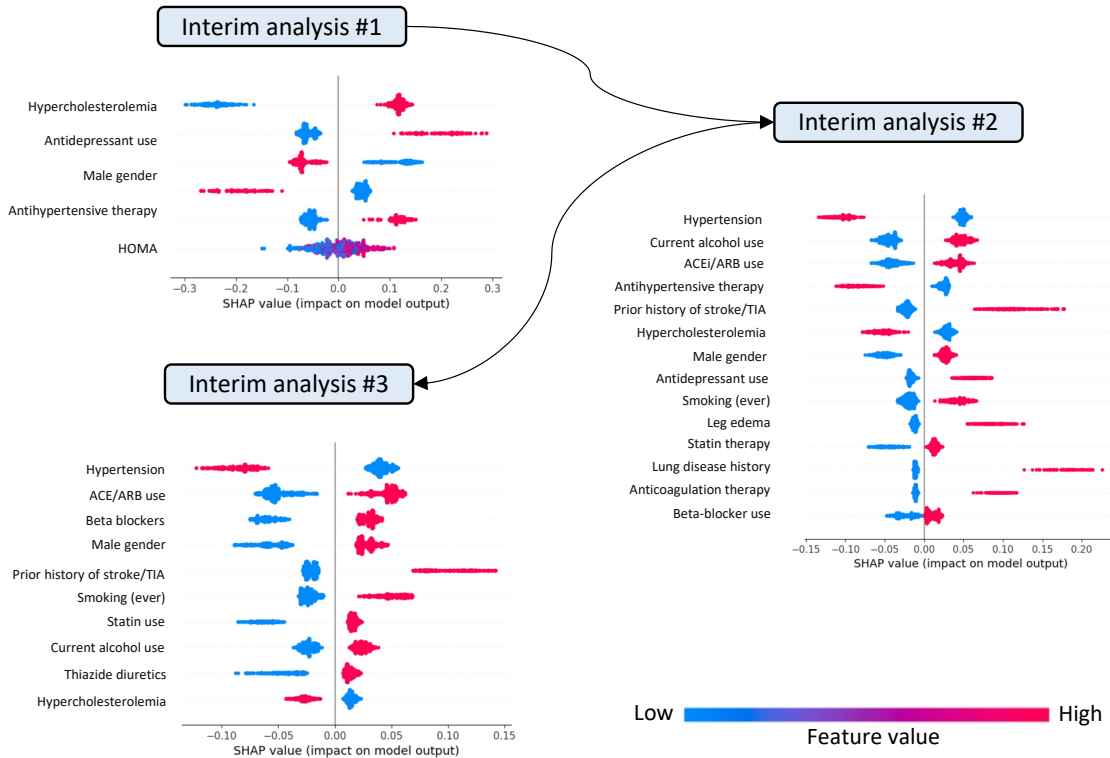 Interim analysis #1
Hypercholesterolemia
Antidepressant use
Male gender
Antihypertensive therapy
HOMA
−0.3 −0.2 −0.1 0.0 0.1 0.2 0.3
SHAP value (impact on model output)
Interim analysis #2
Hypertension
Current alcohol use
ACEi/ARB use
Antihypertensive therapy
Prior history of stroke/TIA
Hypercholesterolemia
Male gender
Antidepressant use
Smoking (ever)
Leg edema
Statin therapy
Lung disease history
Anticoagulation therapy
Beta-blocker use
−0.15 −0.10 −0.05 0.00 0.05 0.10 0.15 0.20
SHAP value (impact on model output)
Interim analysis #3
Hypertension
ACE/ARB use
Beta blockers
Male gender
Prior history of stroke/TIA
Smoking (ever)
Statin use
Current alcohol use
Thiazide diuretics
Hypercholesterolemia
−0.10 −0.05 0.00 0.05 0.10 0.15
SHAP value (impact on model output)
Low High
Feature value